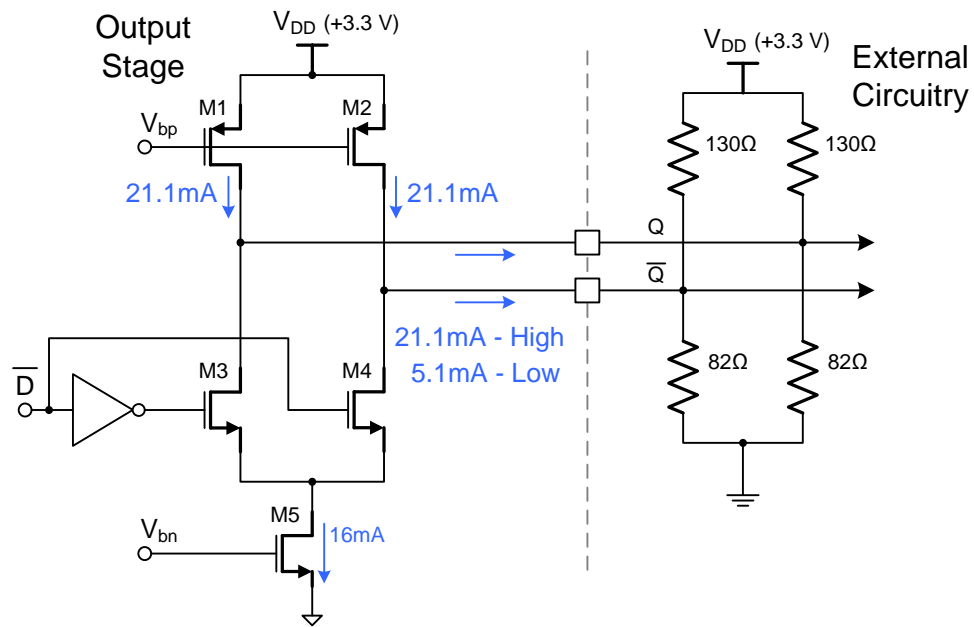 Output
Stage
V_DD (+3.3 V)
V_DD (+3.3 V)
External
Circuitry
M1
M2
V_bp
130Ω
130Ω
21.1mA
21.1mA
Q
Q̅
21.1mA - High
5.1mA - Low
D̅
M3
M4
82Ω
82Ω
M5
V_bn
16mA